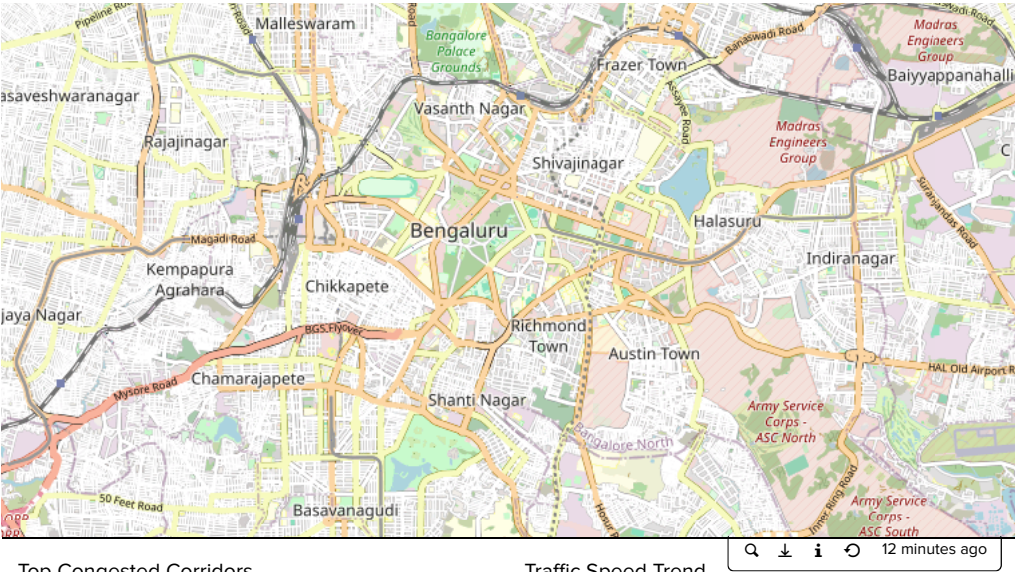 Pipeline
Malleswaram
Road
Bangalore
Palace
Grounds
Frazer Town
Banaswadi Road
Madras
Engineers
Group
Baiyyappanahalli
asaveshwaranagar
Vasanth Nagar
Assaye Road
Rajajinagar
Madras
Engineers
Group
Shivajinagar
C
Suranjandas Road
Halasuru
Bengaluru
Magadi Road
Indiranagar
Kempapura
Agrahara
Chikkapete
jaya Nagar
BGS Flyover
Richmond
Town
Austin Town
HAL Old Airport R
Mysore Road
Chamarajapete
Shanti Nagar
Army Service
Corps -
ASC North
Bangalore North
50 Feet Road
Basavanagudi
Hosur
Inner Ring Road
Army Service
Corps -
ASC South
12 minutes ago
Top Congested Corridors
Traffic Speed Trend